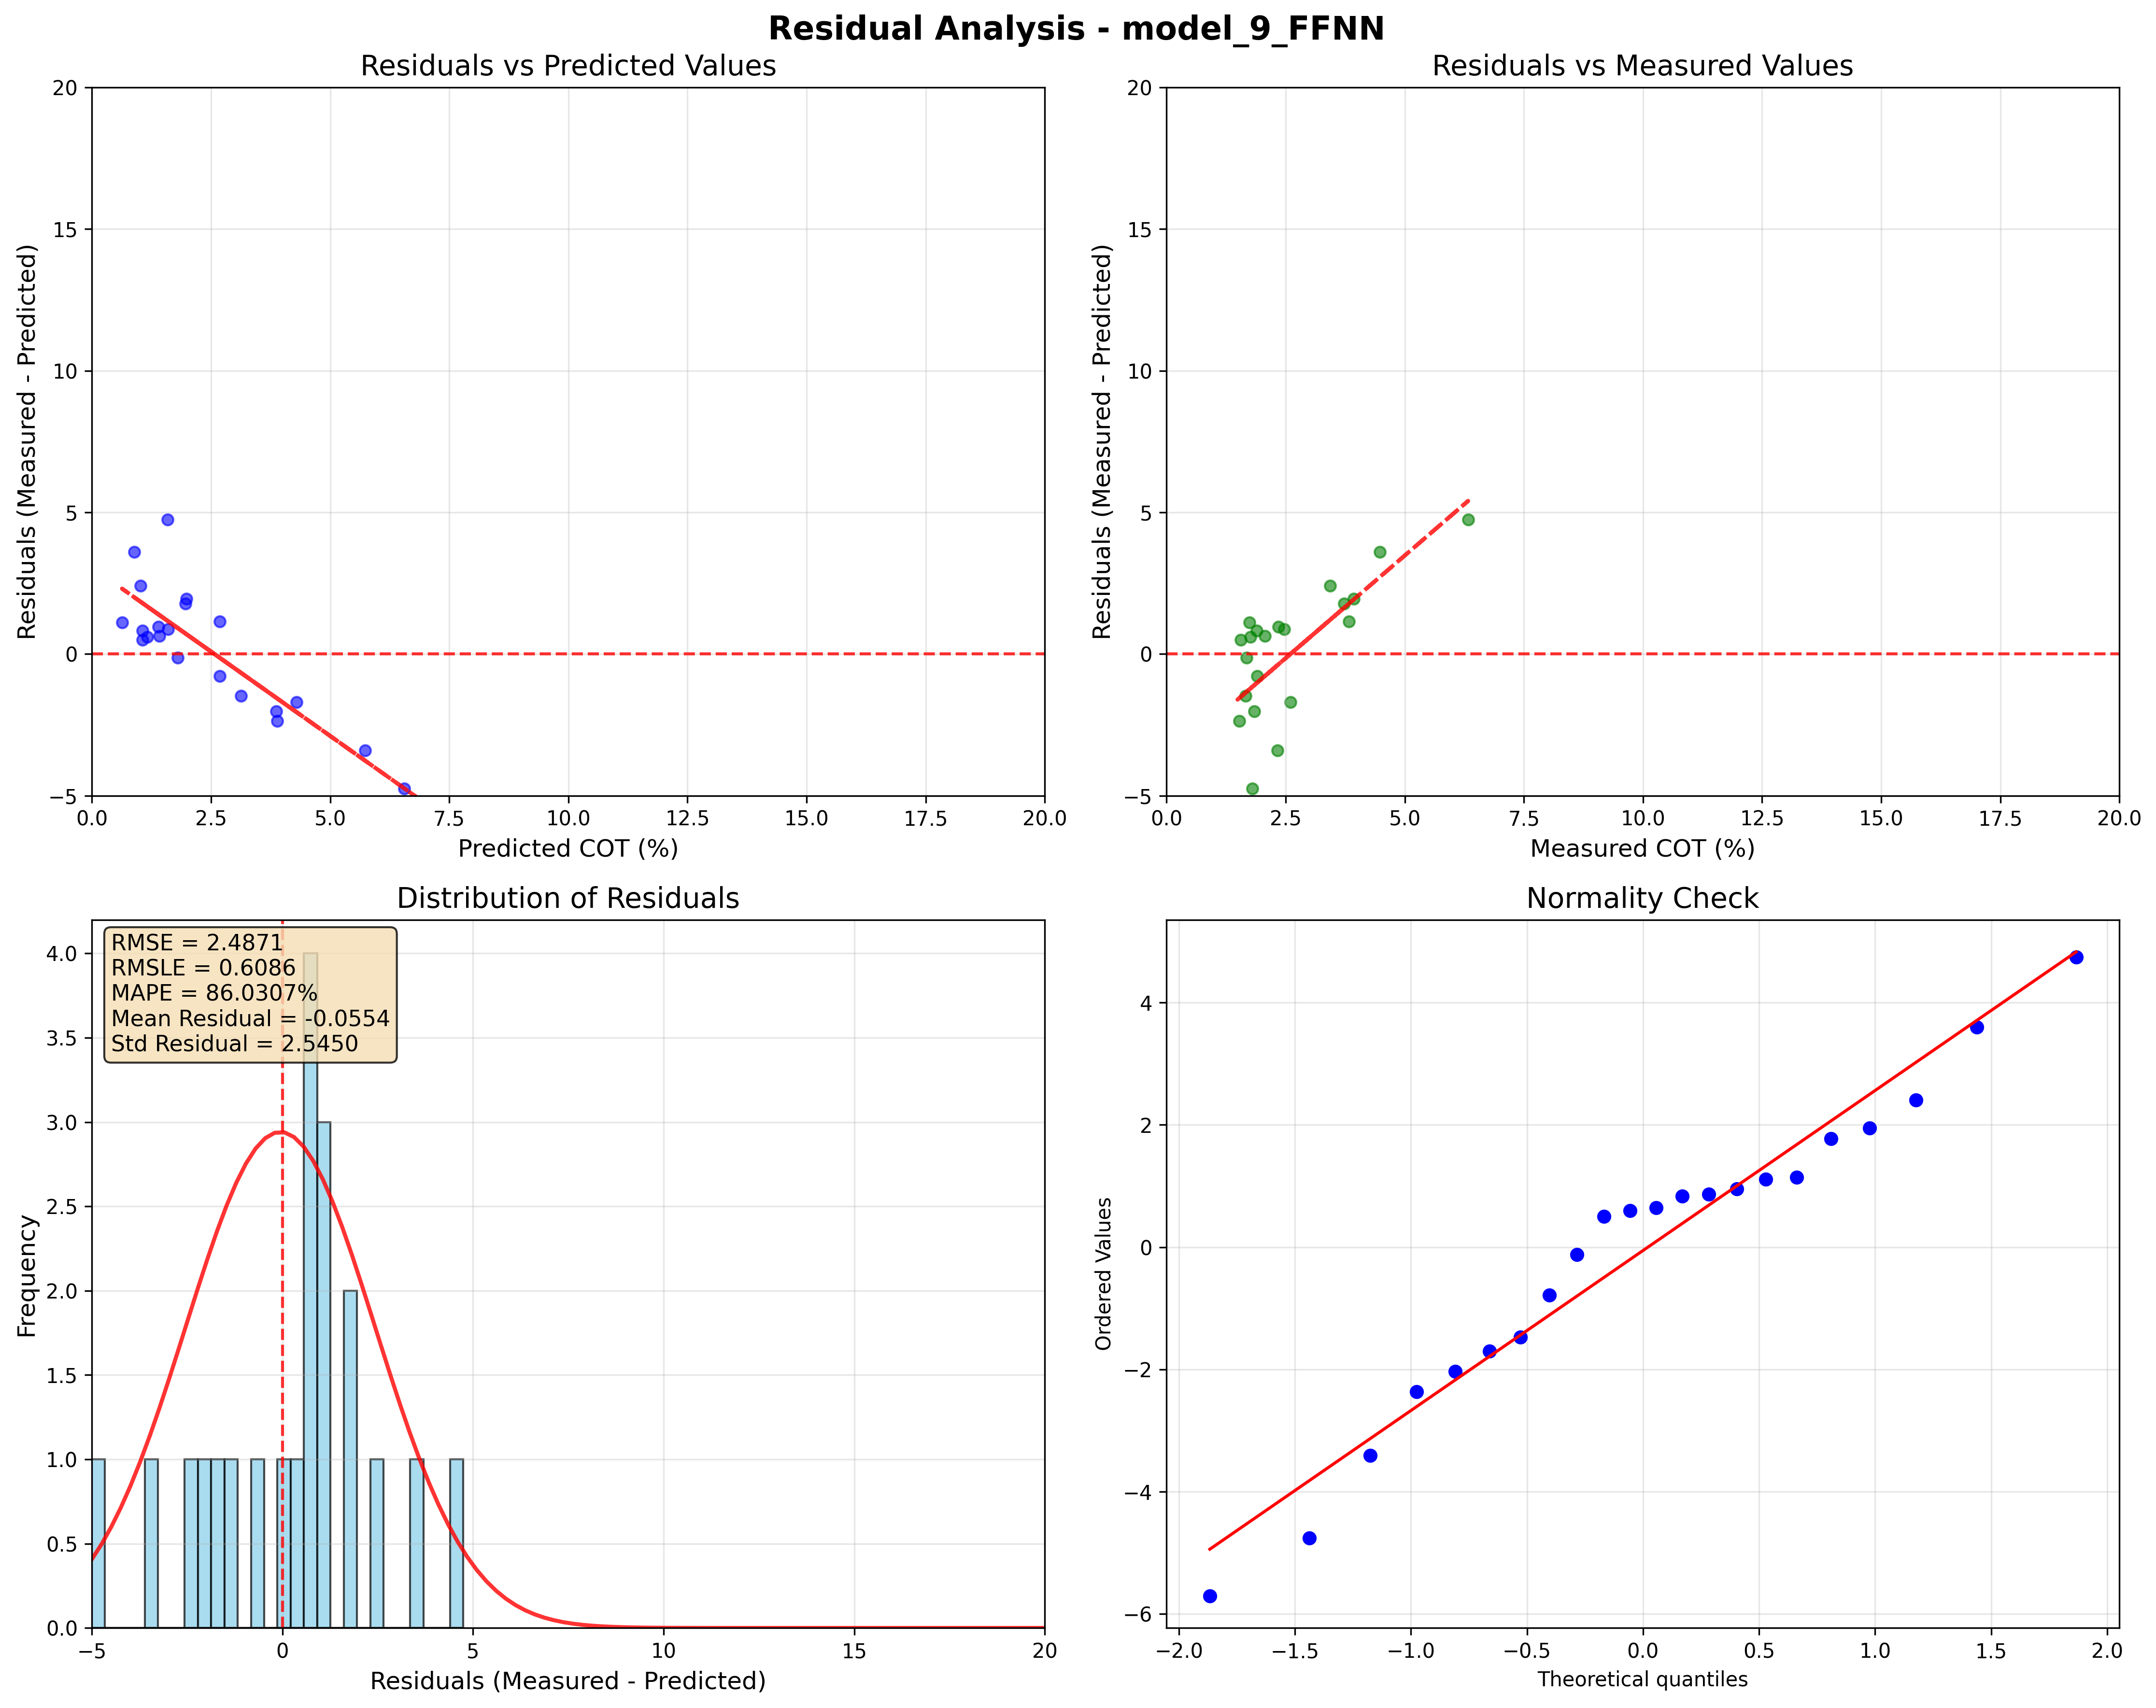 Residual Analysis - model_9_FFNN
Residuals vs Predicted Values
20
15
10
5
0
−5
0.0 2.5 5.0 7.5 10.0 12.5 15.0 17.5 20.0
Residuals (Measured - Predicted)
Predicted COT (%)
Residuals vs Measured Values
20
15
10
5
0
−5
0.0 2.5 5.0 7.5 10.0 12.5 15.0 17.5 20.0
Residuals (Measured - Predicted)
Measured COT (%)
Distribution of Residuals
RMSE = 2.4871
RMSLE = 0.6086
MAPE = 86.0307%
Mean Residual = -0.0554
Std Residual = 2.5450
4.0
3.5
3.0
2.5
2.0
1.5
1.0
0.5
0.0
−5 0 5 10 15 20
Frequency
Residuals (Measured - Predicted)
Normality Check
4
2
0
−2
−4
−6
−2.0 −1.5 −1.0 −0.5 0.0 0.5 1.0 1.5 2.0
Ordered Values
Theoretical quantiles